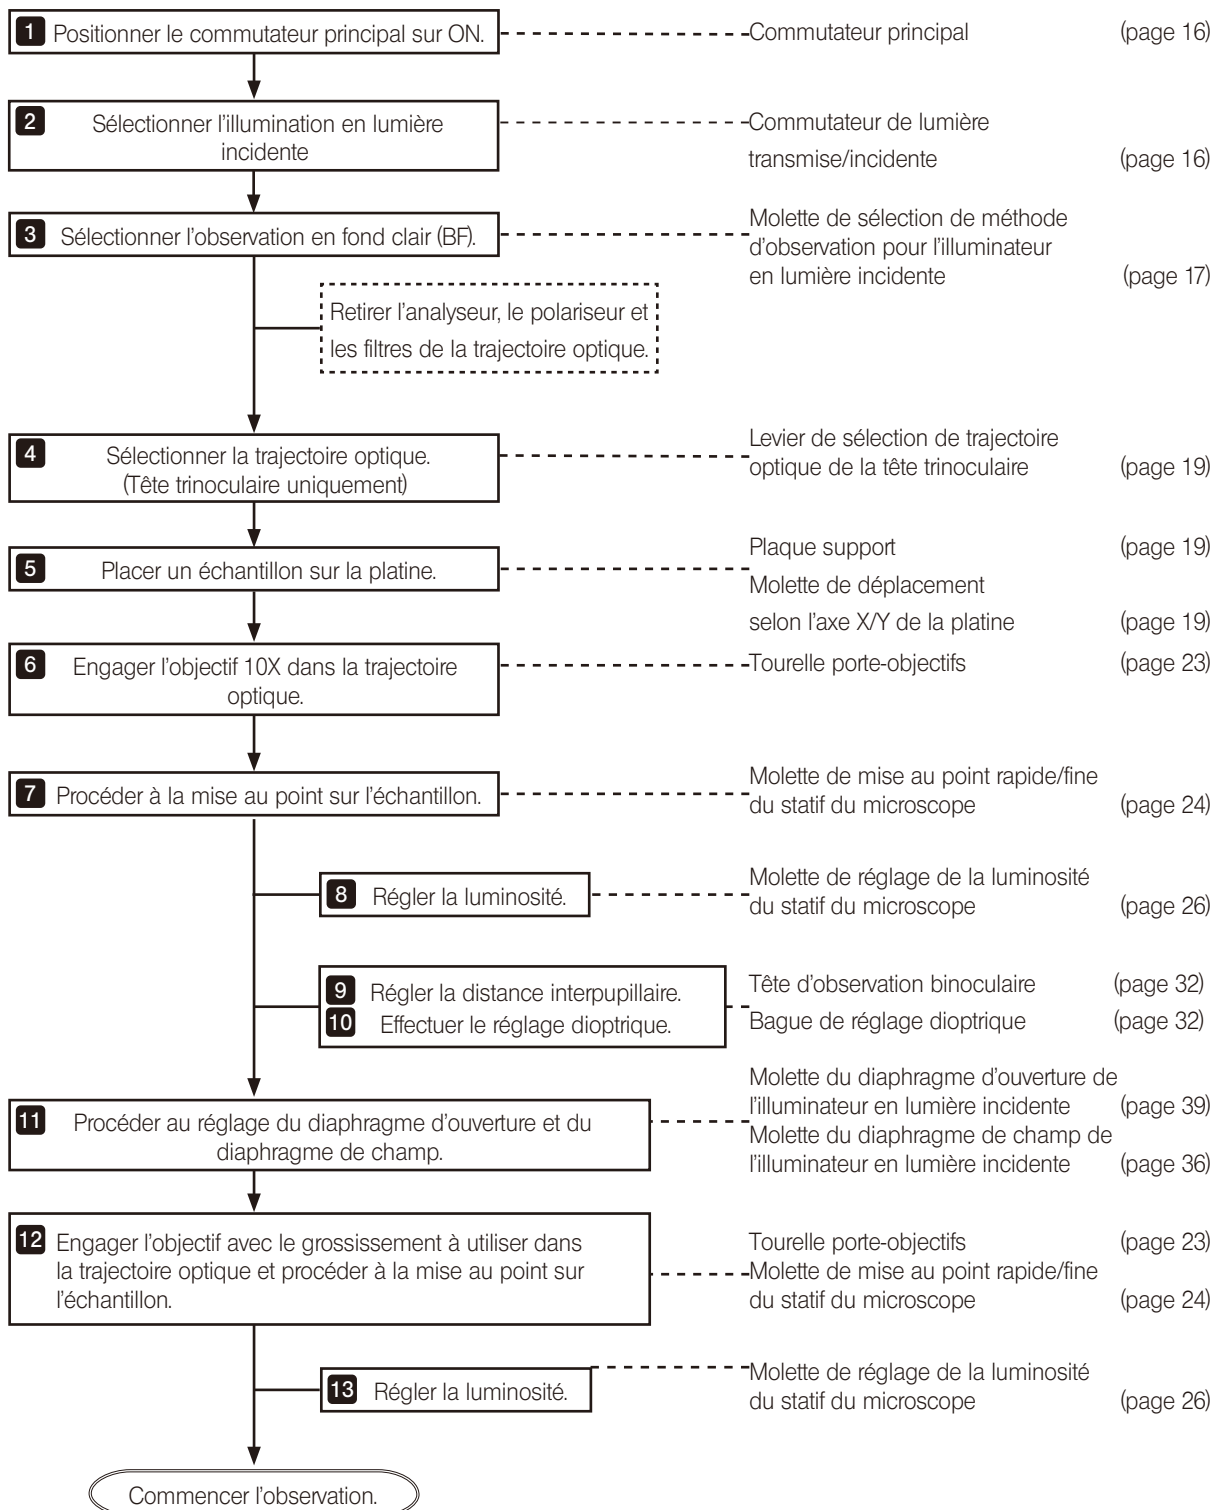 1 Positionner le commutateur principal sur ON.
Commutateur principal (page 16)
2 Sélectionner l'illumination en lumière
incidente
Commutateur de lumière
transmise/incidente (page 16)
3 Sélectionner l'observation en fond clair (BF).
Molette de sélection de méthode
d'observation pour l'illuminateur
en lumière incidente (page 17)
Retirer l'analyseur, le polariseur et
les filtres de la trajectoire optique.
4 Sélectionner la trajectoire optique.
(Tête trinoculaire uniquement)
Levier de sélection de trajectoire
optique de la tête trinoculaire (page 19)
5 Placer un échantillon sur la platine.
Plaque support (page 19)
Molette de déplacement
selon l'axe X/Y de la platine (page 19)
6 Engager l'objectif 10X dans la trajectoire
optique.
Tourelle porte-objectifs (page 23)
7 Procéder à la mise au point sur l'échantillon.
Molette de mise au point rapide/fine
du statif du microscope (page 24)
8 Régler la luminosité.
Molette de réglage de la luminosité
du statif du microscope (page 26)
9 Régler la distance interpupillaire.
10 Effectuer le réglage dioptrique.
Tête d'observation binoculaire (page 32)
Bague de réglage dioptrique (page 32)
11 Procéder au réglage du diaphragme d'ouverture et du
diaphragme de champ.
Molette du diaphragme d'ouverture de
l'illuminateur en lumière incidente (page 39)
Molette du diaphragme de champ de
l'illuminateur en lumière incidente (page 36)
12 Engager l'objectif avec le grossissement à utiliser dans
la trajectoire optique et procéder à la mise au point sur
l'échantillon.
Tourelle porte-objectifs (page 23)
Molette de mise au point rapide/fine
du statif du microscope (page 24)
13 Régler la luminosité.
Molette de réglage de la luminosité
du statif du microscope (page 26)
Commencer l'observation.